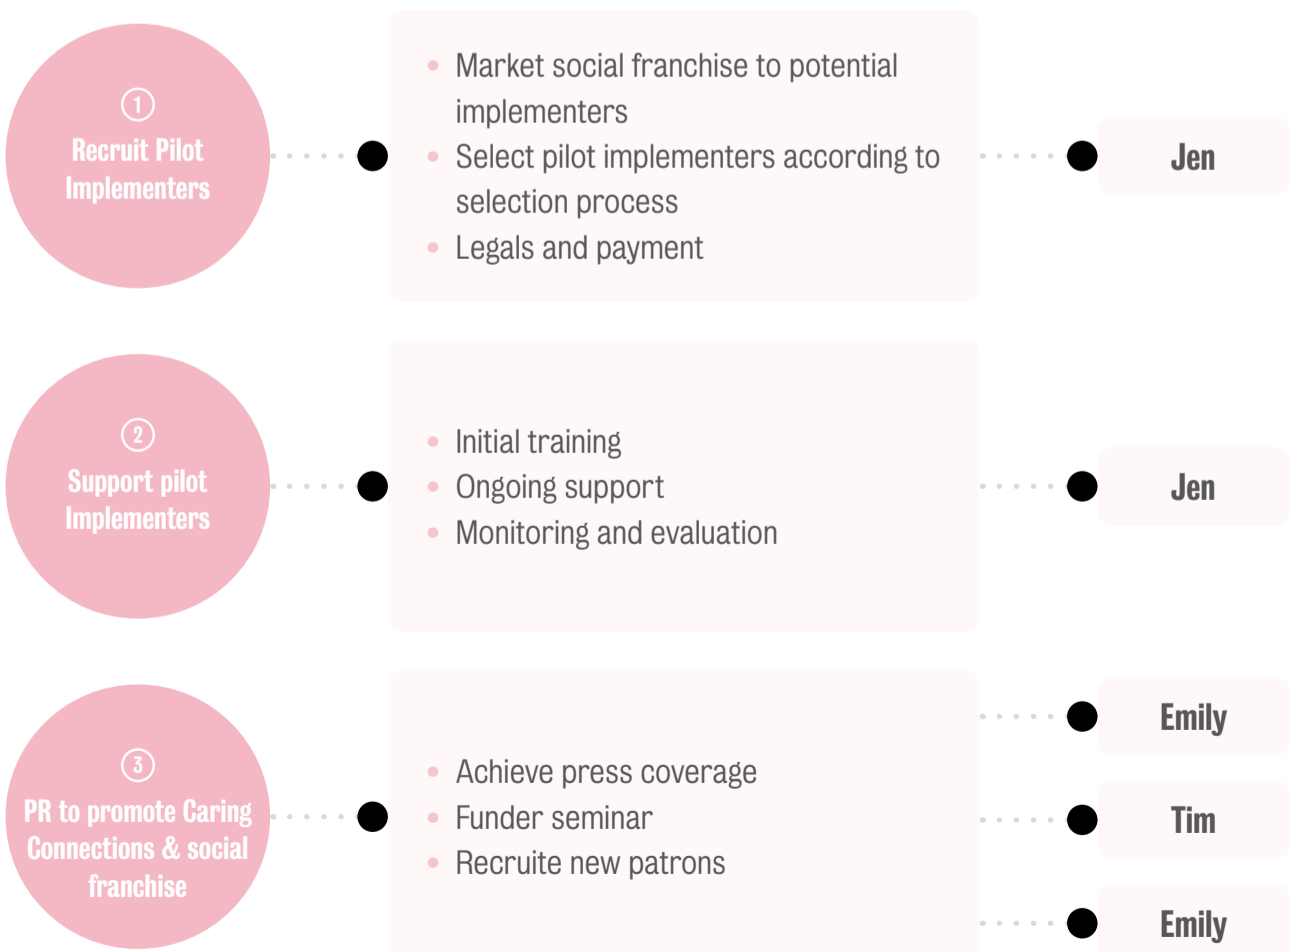 1
Recruit Pilot
Implementers
• Market social franchise to potential
implementers
• Select pilot implementers according to
selection process
• Legals and payment
Jen
2
Support pilot
Implementers
• Initial training
• Ongoing support
• Monitoring and evaluation
Jen
3
PR to promote Caring
Connections & social
franchise
• Achieve press coverage
• Funder seminar
• Recruite new patrons
Emily
Tim
Emily